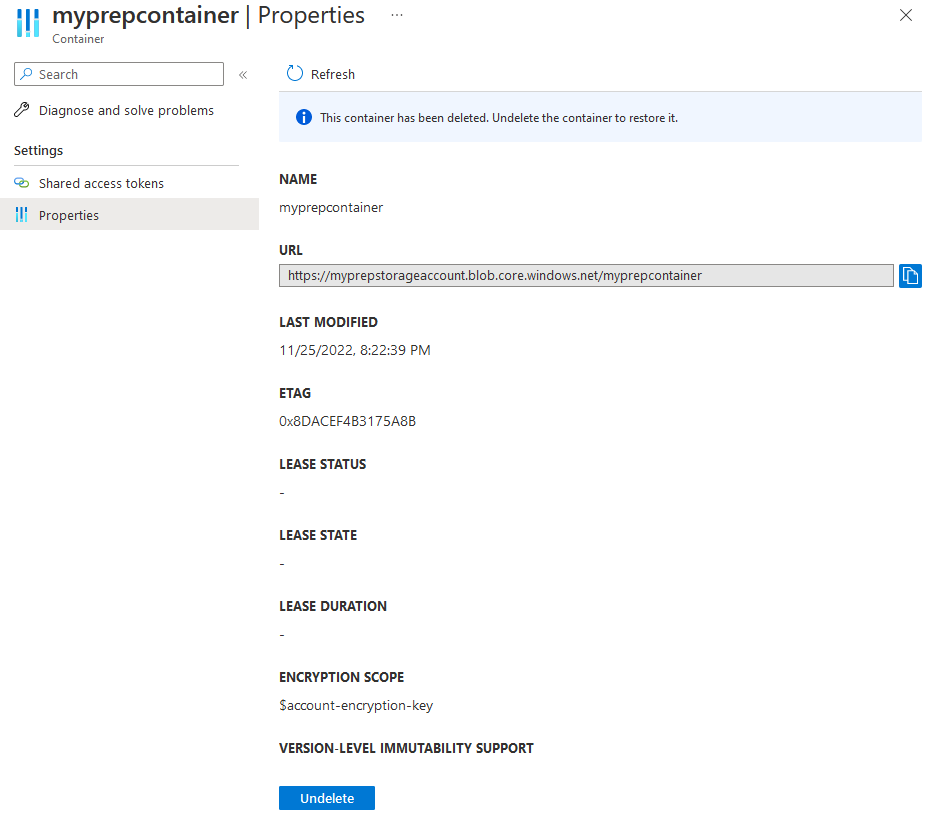 myprepcontainer | Properties ...
Container
Search «
Diagnose and solve problems
Settings
Shared access tokens
Properties
Refresh
This container has been deleted. Undelete the container to restore it.
NAME
myprepcontainer
URL
https://myprepstorageaccount.blob.core.windows.net/myprepcontainer
LAST MODIFIED
11/25/2022, 8:22:39 PM
ETAG
0x8DACEF4B3175A8B
LEASE STATUS
-
LEASE STATE
-
LEASE DURATION
-
ENCRYPTION SCOPE
$account-encryption-key
VERSION-LEVEL IMMUTABILITY SUPPORT
Undelete